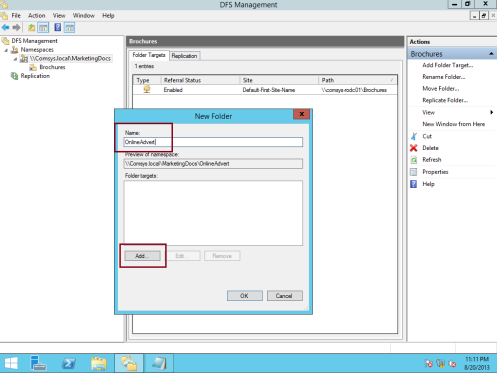 DFS Management
File Action View Window Help
DFS Management
Namespaces
\\Comsys.local\MarketingDocs
Brochures
Replication
Brochures
Folder Targets Replication
1 entries
Type Referral Status Site Path
Enabled Default-First-Site-Name \\comsys-rodc01\Brochures
New Folder
x
Name:
OnlineAdvert
Preview of namespace:
\\Comsys.local\MarketingDocs\OnlineAdvert
Folder targets:
Add... Edit... Remove
OK Cancel
Actions
Brochures
Add Folder Target...
Rename Folder...
Move Folder...
Replicate Folder...
View
New Window from Here
Cut
Delete
Refresh
Properties
Help
11:11 PM
8/20/2013